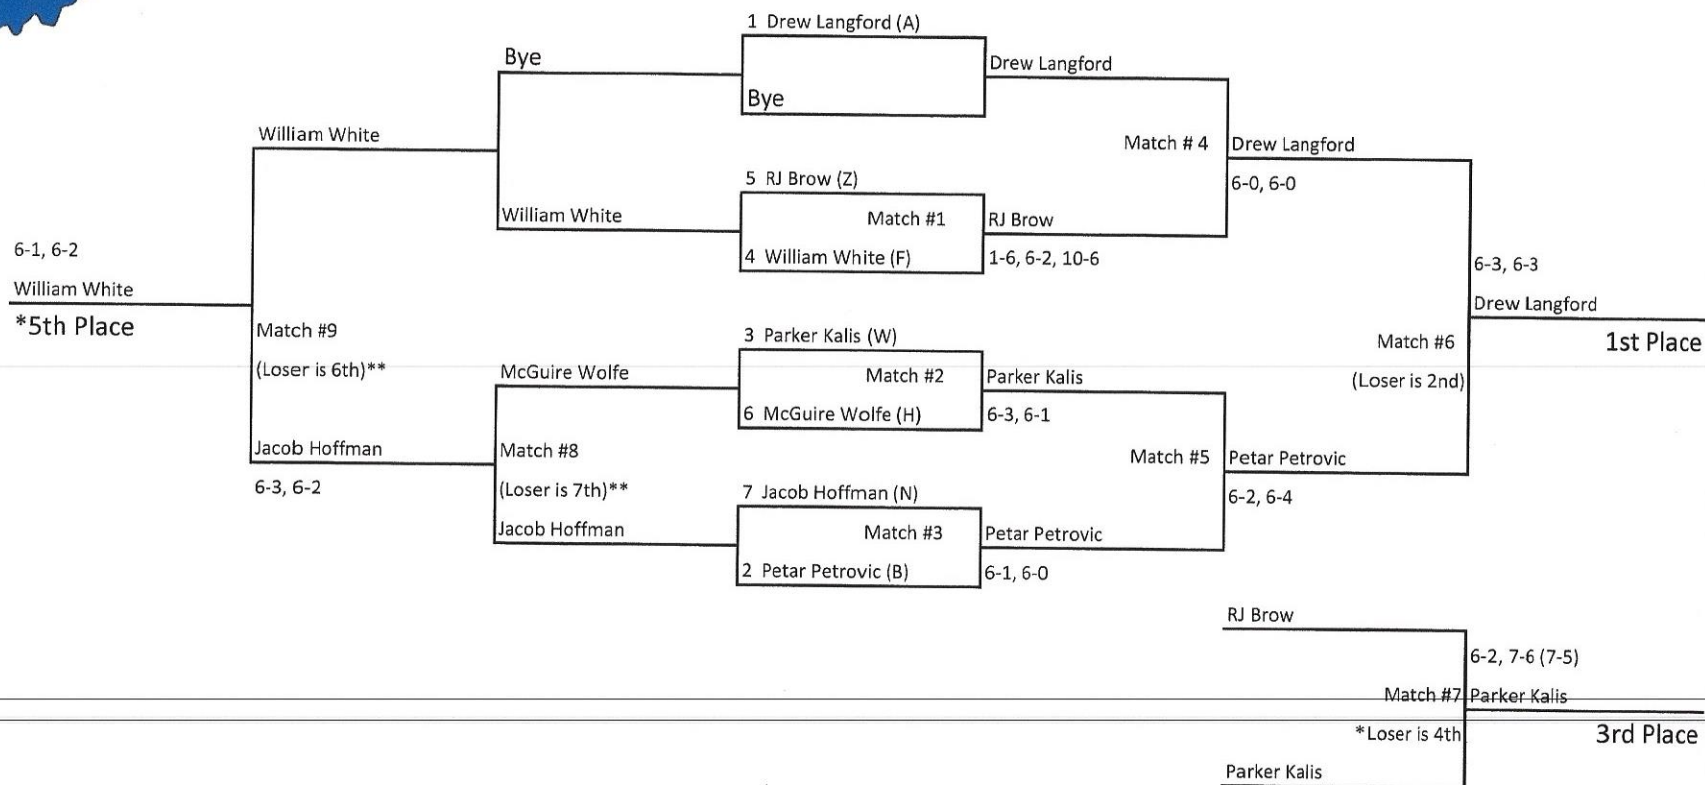 1 Drew Langford (A)
Bye
Drew Langford
Bye
William White
Match # 4
Drew Langford
5 RJ Brow (Z)
6-0, 6-0
William White
Match #1
RJ Brow
6-1, 6-2
4 William White (F)
1-6, 6-2, 10-6
6-3, 6-3
William White
Drew Langford
*5th Place
Match #9
3 Parker Kalis (W)
Match #6
1st Place
(Loser is 6th)**
McGuire Wolfe
Match #2
Parker Kalis
(Loser is 2nd)
6 McGuire Wolfe (H)
6-3, 6-1
Jacob Hoffman
Match #8
Match #5
Petar Petrovic
6-3, 6-2
(Loser is 7th)**
7 Jacob Hoffman (N)
6-2, 6-4
Jacob Hoffman
Match #3
Petar Petrovic
2 Petar Petrovic (B)
6-1, 6-0
RJ Brow
6-2, 7-6 (7-5)
Match #7
Parker Kalis
*Loser is 4th
3rd Place
Parker Kalis